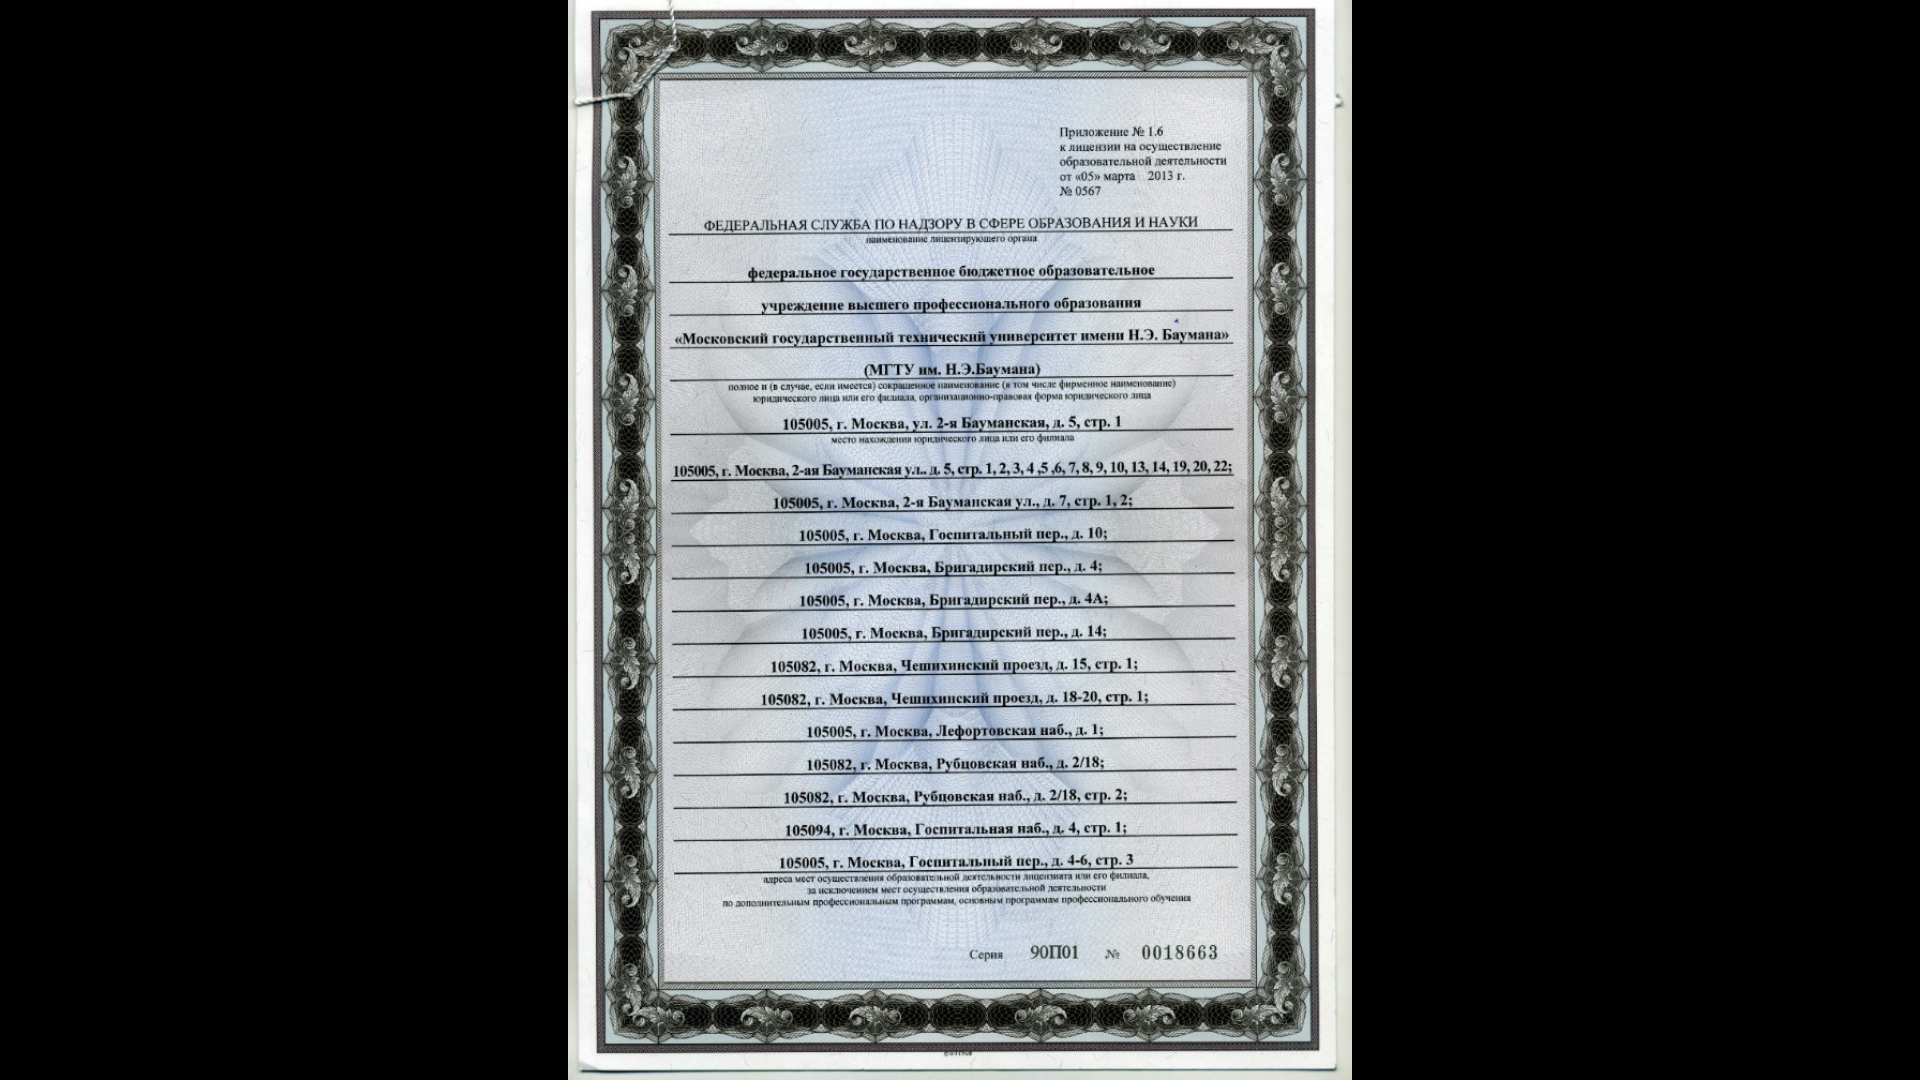 Приложение № 1.6
к лицензии на осуществление
образовательной деятельности
от «05» марта 2013 г.
№ 0567
ФЕДЕРАЛЬНАЯ СЛУЖБА ПО НАДЗОРУ В СФЕРЕ ОБРАЗОВАНИЯ И НАУКИ
наименование лицензирующего органа
федеральное государственное бюджетное образовательное
учреждение высшего профессионального образования
«Московский государственный технический университет имени Н.Э. Баумана»
(МГТУ им. Н.Э.Баумана)
полное и (в случае, если имеется) сокращенное наименование (в том числе фирменное наименование)
юридического лица или его филиала, организационно-правовая форма юридического лица
105005, г. Москва, ул. 2-я Бауманская, д. 5, стр. 1
место нахождения юридического лица или его филиала
105005, г. Москва, 2-ая Бауманская ул.. д. 5, стр. 1, 2, 3, 4 ,5 ,6, 7, 8, 9, 10, 13, 14, 19, 20, 22;
105005, г. Москва, 2-я Бауманская ул., д. 7, стр. 1, 2;
105005, г. Москва, Госпитальный пер., д. 10;
105005, г. Москва, Бригадирский пер., д. 4;
105005, г. Москва, Бригадирский пер., д. 4А;
105005, г. Москва, Бригадирский пер., д. 14;
105082, г. Москва, Чешихинский проезд, д. 15, стр. 1;
105082, г. Москва, Чешихинский проезд, д. 18-20, стр. 1;
105005, г. Москва, Лефортовская наб., д. 1;
105082, г. Москва, Рубцовская наб., д. 2/18;
105082, г. Москва, Рубцовская наб., д. 2/18, стр. 2;
105094, г. Москва, Госпитальная наб., д. 4, стр. 1;
105005, г. Москва, Госпитальный пер., д. 4-6, стр. 3
адреса мест осуществления образовательной деятельности лицензиата или его филиала,
за исключением мест осуществления образовательной деятельности
по дополнительным профессиональным программам, основным программам профессионального обучения
Серия 90П01 № 0018663